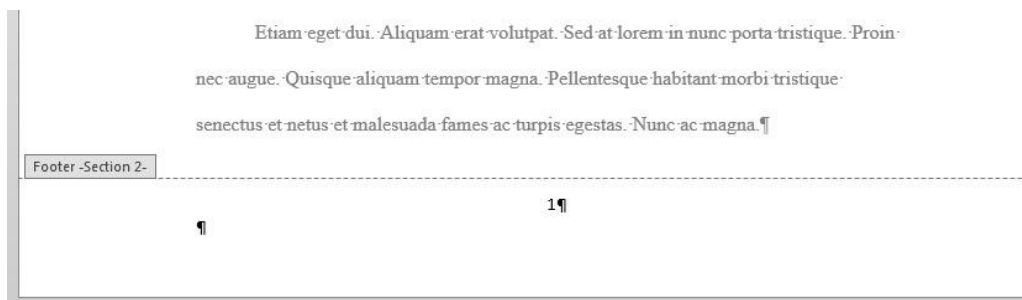 Etiam·eget·dui.·Aliquam·erat·volutpat.·Sed·at·lorem·in·nunc·porta·tristique.·Proin·
nec·augue.·Quisque·aliquam·tempor·magna.·Pellentesque·habitant·morbi·tristique·
senectus·et·netus·et·malesuada·fames·ac·turpis·egestas.·Nunc·ac·magna.¶
Footer -Section 2-
1¶
¶